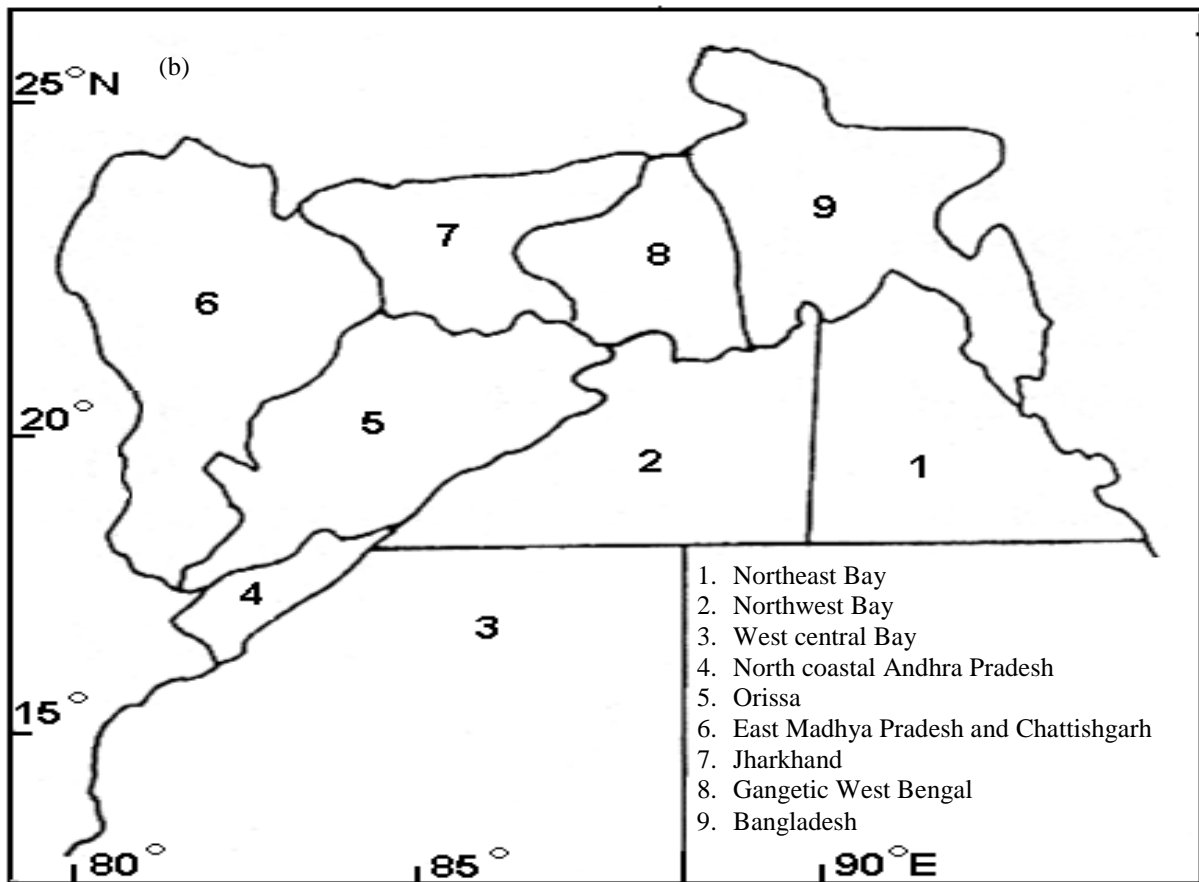 25°N
(b)
9
7
8
6
20°
5
2
1
4
3
15°
1. Northeast Bay
2. Northwest Bay
3. West central Bay
4. North coastal Andhra Pradesh
5. Orissa
6. East Madhya Pradesh and Chattishgarh
7. Jharkhand
8. Gangetic West Bengal
9. Bangladesh
80° 85° 90°E